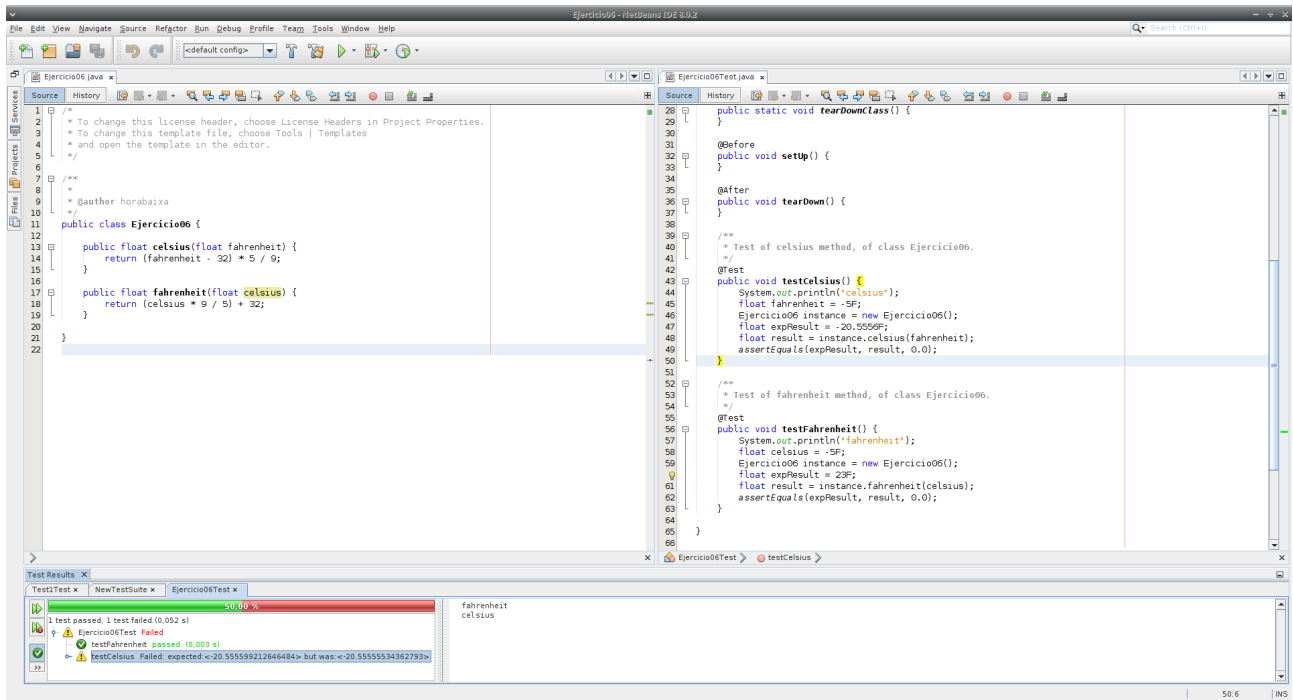 Ejercicio06 - NetBeans IDE 8.0.2
File Edit View Navigate Source Refactor Run Debug Profile Team Tools Window Help
Search (Ctrl+I)
<default config>
Services
Projects
Files
Ejercicio06.java
Source History
1 /*
2 * To change this license header, choose License Headers in Project Properties.
3 * To change this template file, choose Tools | Templates
4 * and open the template in the editor.
5 */
6
7 /**
8 *
9 * @author horabaixa
10 */
11 public class Ejercicio06 {
12
13 public float celsius(float fahrenheit) {
14 return (fahrenheit - 32) * 5 / 9;
15 }
16
17 public float fahrenheit(float celsius) {
18 return (celsius * 9 / 5) + 32;
19 }
20
21 }
22
Ejercicio06Test.java
Source History
28 public static void tearDownClass() {
29 }
30
31 @Before
32 public void setUp() {
33 }
34
35 @After
36 public void tearDown() {
37 }
38
39 /**
40 * Test of celsius method, of class Ejercicio06.
41 */
42 @Test
43 public void testCelsius() {
44 System.out.println("celsius");
45 float fahrenheit = -5F;
46 Ejercicio06 instance = new Ejercicio06();
47 float expResult = -20.5556F;
48 float result = instance.celsius(fahrenheit);
49 assertEquals(expResult, result, 0.0);
50 }
51
52 /**
53 * Test of fahrenheit method, of class Ejercicio06.
54 */
55 @Test
56 public void testFahrenheit() {
57 System.out.println("fahrenheit");
58 float celsius = -5F;
59 Ejercicio06 instance = new Ejercicio06();
float expResult = 23F;
61 float result = instance.fahrenheit(celsius);
62 assertEquals(expResult, result, 0.0);
63 }
64
65 }
66
Ejercicio06Test testCelsius
Test Results
Test1Test NewTestSuite Ejercicio06Test
50,00 %
1 test passed, 1 test failed.(0,052 s)
Ejercicio06Test Failed
testFahrenheit passed (0,003 s)
testCelsius Failed: expected:<-20.555599212646484> but was:<-20.55555534362793>
fahrenheit
celsius
50:6 INS